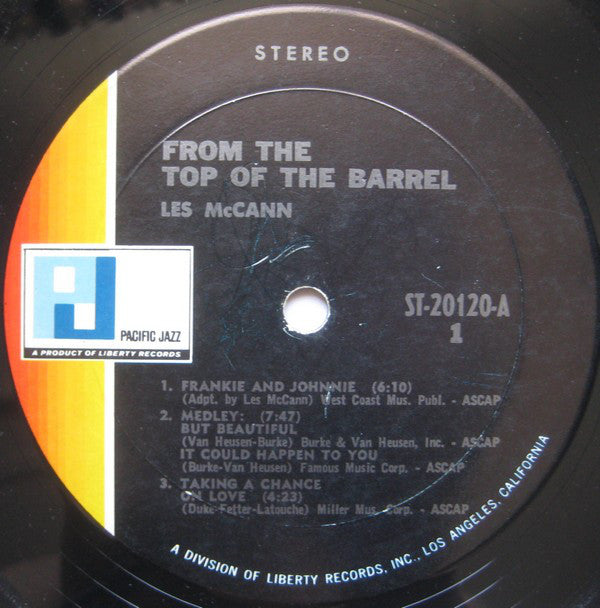 STEREO
FROM THE
TOP OF THE BARREL
LES McCANN
ST-20120-A
1
PJ
PACIFIC JAZZ
A PRODUCT OF LIBERTY RECORDS
1. FRANKIE AND JOHNNIE (6:10)
(Adpt. by Les McCann) West Coast Mus. Publ. - ASCAP
2. MEDLEY: (7:47)
BUT BEAUTIFUL
(Van Heusen-Burke) Burke & Van Heusen, Inc. - ASCAP
IT COULD HAPPEN TO YOU
(Burke-Van Heusen) Famous Music Corp. - ASCAP
3. TAKING A CHANCE
ON LOVE (4:23)
(Duke-Fetter-Latouche) Miller Mus. Corp. - ASCAP
A DIVISION OF LIBERTY RECORDS, INC., LOS ANGELES, CALIFORNIA